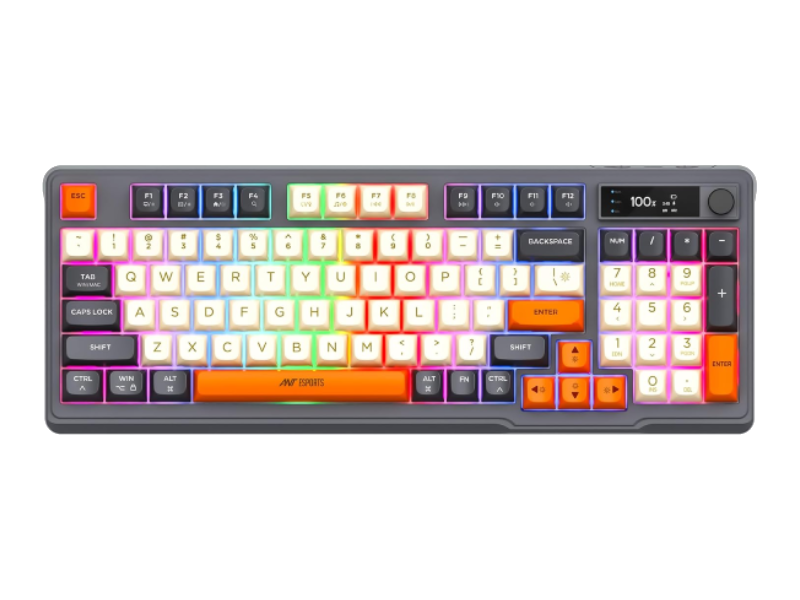 ESC F1 F2 F3 F4 F5 F6 F7 F8 F9 F10 F11 F12 100%
~ ! @ # $ % ^ & * ( ) — +
` 1 2 3 4 5 6 7 8 9 0 - = BACKSPACE NUM / * -
TAB Q W E R T Y U I O P { } | 7 8 9 +
WIN/MAC [ ] \ HOME PGUP
CAPS LOCK A S D F G H J K L : " ENTER 4 5 6
; '
SHIFT Z X C V B N M < > ? SHIFT 1 2 3 ENTER
, . / END PGDN
CTRL WIN ALT ANT ESPORTS ALT FN CTRL 0 .
INS DEL